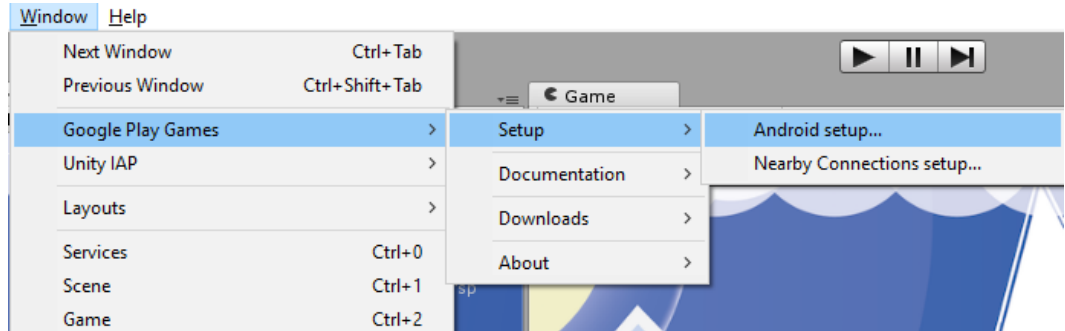 Window Help
Next Window Ctrl+Tab
Previous Window Ctrl+Shift+Tab
Game
Google Play Games > Setup > Android setup...
Unity IAP > Nearby Connections setup...
Documentation >
Layouts >
Downloads >
Services Ctrl+0
About >
Scene Ctrl+1
sp
Game Ctrl+2